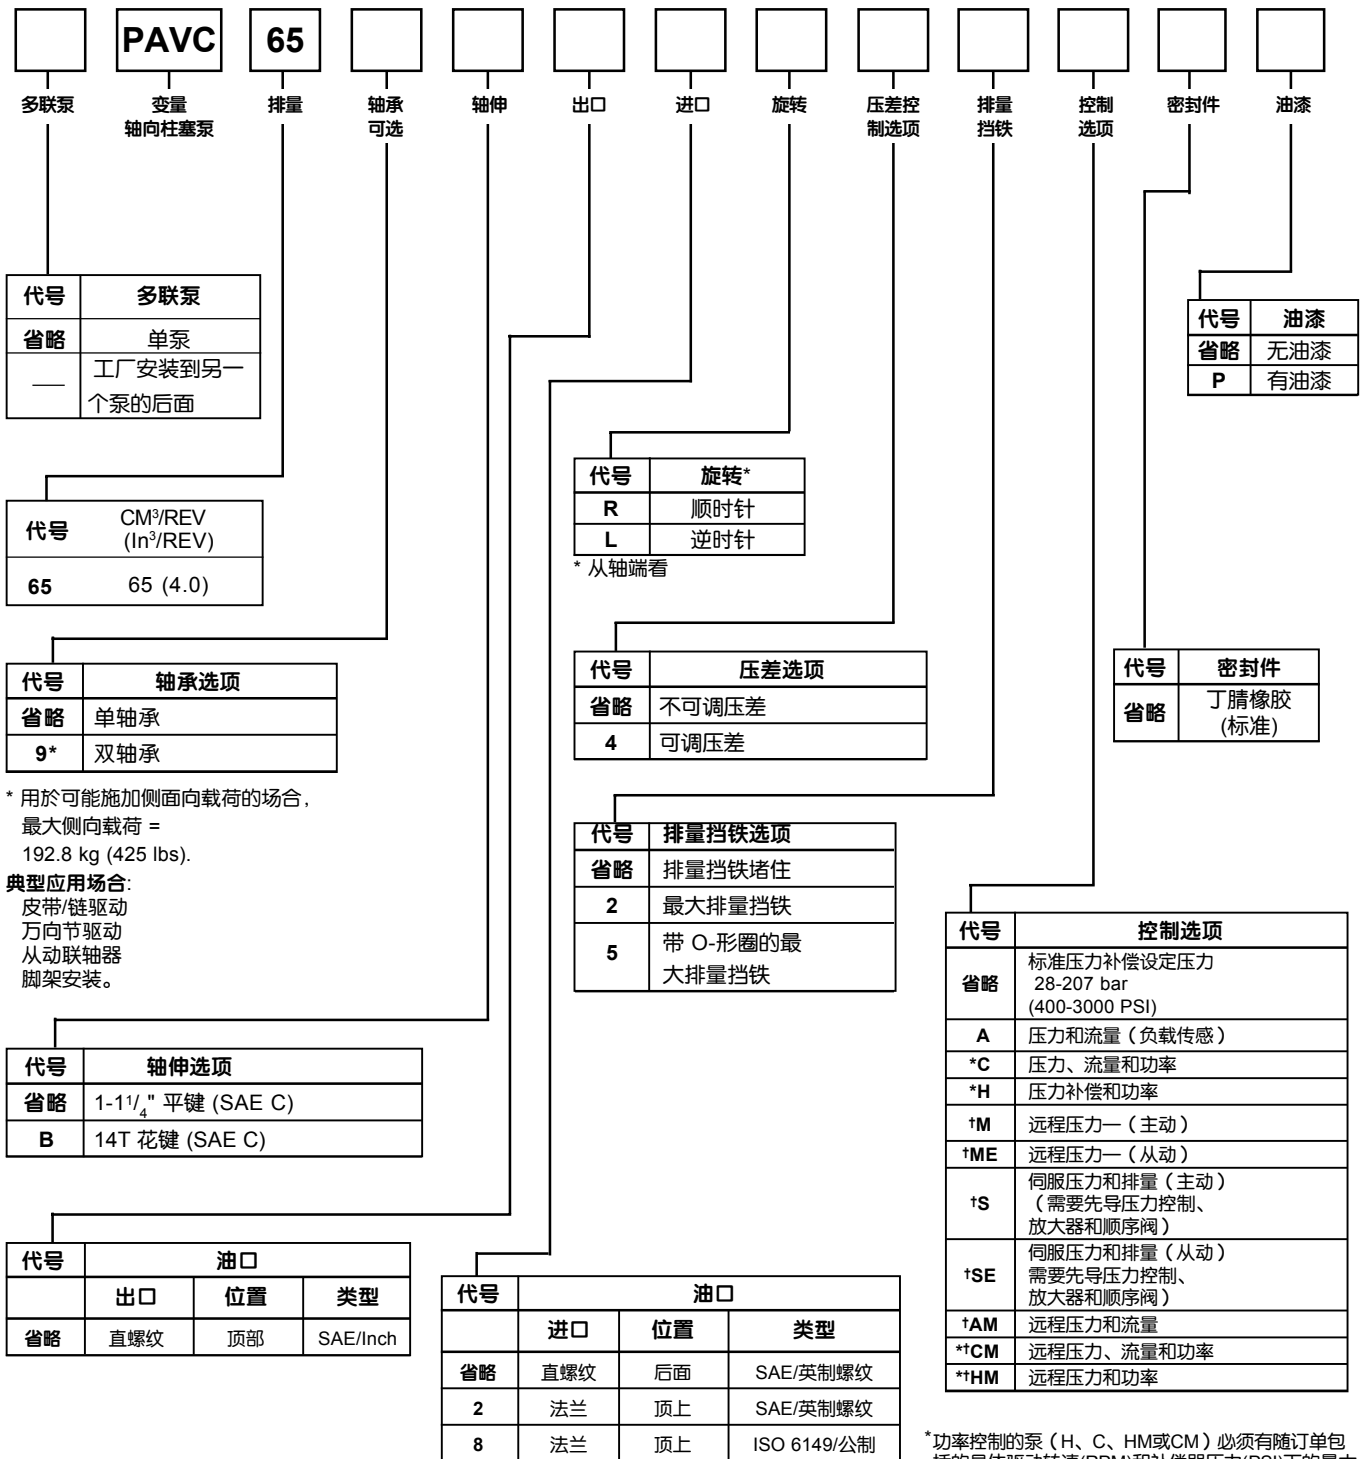 PAVC 65
多联泵 变量 排量 轴承 轴伸 出口 进口 旋转 压差控 排量 控制 密封件 油漆
轴向柱塞泵 可选 制选项 挡铁 选项
代号 多联泵
省略 单泵
— 工厂安装到另一
个泵的后面
代号 油漆
省略 无油漆
P 有油漆
代号 旋转*
R 顺时针
L 逆时针
* 从轴端看
代号 CM³/REV
(In³/REV)
65 65 (4.0)
代号 轴承选项
省略 单轴承
9* 双轴承
* 用於可能施加侧面向载荷的场合,
最大侧向载荷 =
192.8 kg (425 lbs).
典型应用场合:
皮带/链驱动
万向节驱动
从动联轴器
脚架安装。
代号 压差选项
省略 不可调压差
4 可调压差
代号 密封件
省略 丁腈橡胶
(标准)
代号 排量挡铁选项
省略 排量挡铁堵住
2 最大排量挡铁
5 带 O-形圈的最
大排量挡铁
代号 控制选项
省略 标准压力补偿设定压力
28-207 bar
(400-3000 PSI)
A 压力和流量（负载传感）
*C 压力、流量和功率
*H 压力补偿和功率
†M 远程压力—（主动）
†ME 远程压力—（从动）
†S 伺服压力和排量（主动）
（需要先导压力控制、
放大器和顺序阀）
†SE 伺服压力和排量（从动）
需要先导压力控制、
放大器和顺序阀）
†AM 远程压力和流量
*†CM 远程压力、流量和功率
*†HM 远程压力和功率
代号 轴伸选项
省略 1-1¹/₄" 平键 (SAE C)
B 14T 花键 (SAE C)
代号 油口
出口 位置 类型
省略 直螺纹 顶部 SAE/Inch
代号 油口
进口 位置 类型
省略 直螺纹 后面 SAE/英制螺纹
2 法兰 顶上 SAE/英制螺纹
8 法兰 顶上 ISO 6149/公制
*功率控制的泵（H、C、HM或CM）必须有随订单包
括的具体驱动转速(RPM)和补偿器压力(PSI)下的最大